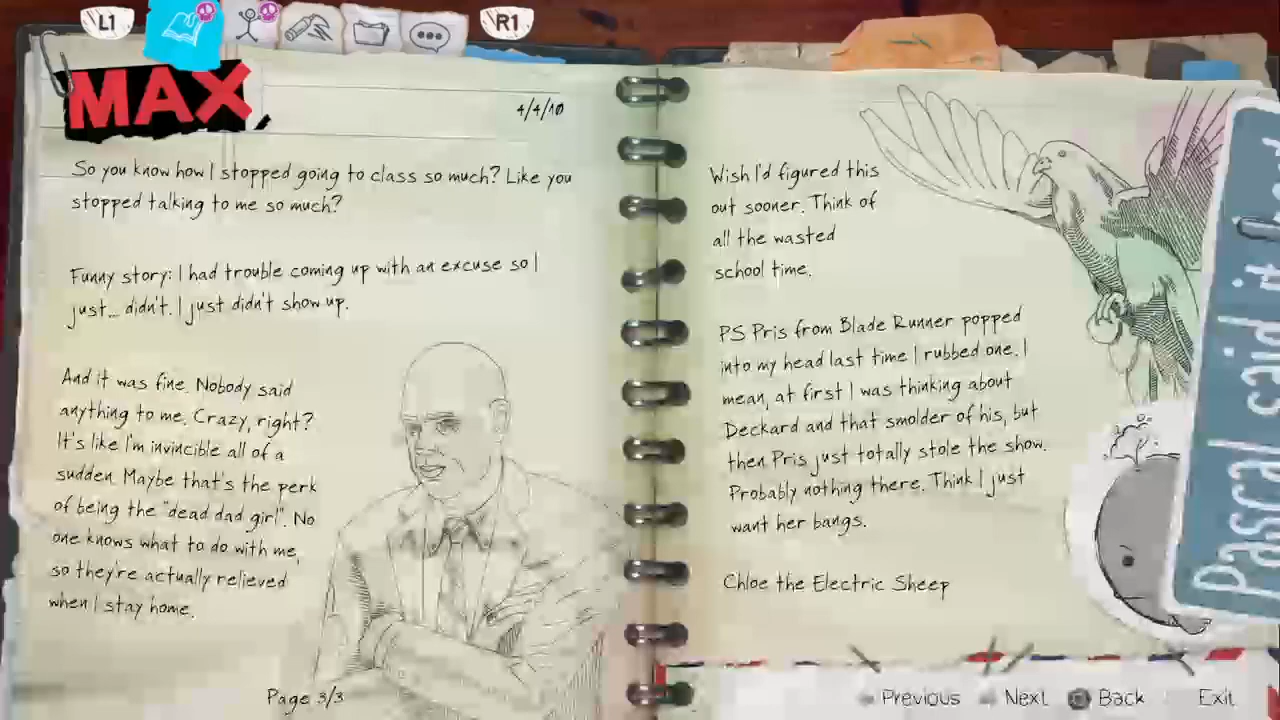 L1
R1
MAX
4/4/10
So you know how I stopped going to class so much? Like you
stopped talking to me so much?
Funny story: I had trouble coming up with an excuse so I
just... didn't. I just didn't show up.
And it was fine. Nobody said
anything to me. Crazy, right?
It's like I'm invincible all of a
sudden. Maybe that's the perk
of being the "dead dad girl". No
one knows what to do with me,
so they're actually relieved
when I stay home.
Page 3/3
Wish I'd figured this
out sooner. Think of
all the wasted
school time.
PS Pris from Blade Runner popped
into my head last time I rubbed one. I
mean, at first I was thinking about
Deckard and that smolder of his, but
then Pris just totally stole the show.
Probably nothing there. Think I just
want her bangs.
Chloe the Electric Sheep
Pascal said it
Previous
Next
Back
Exit